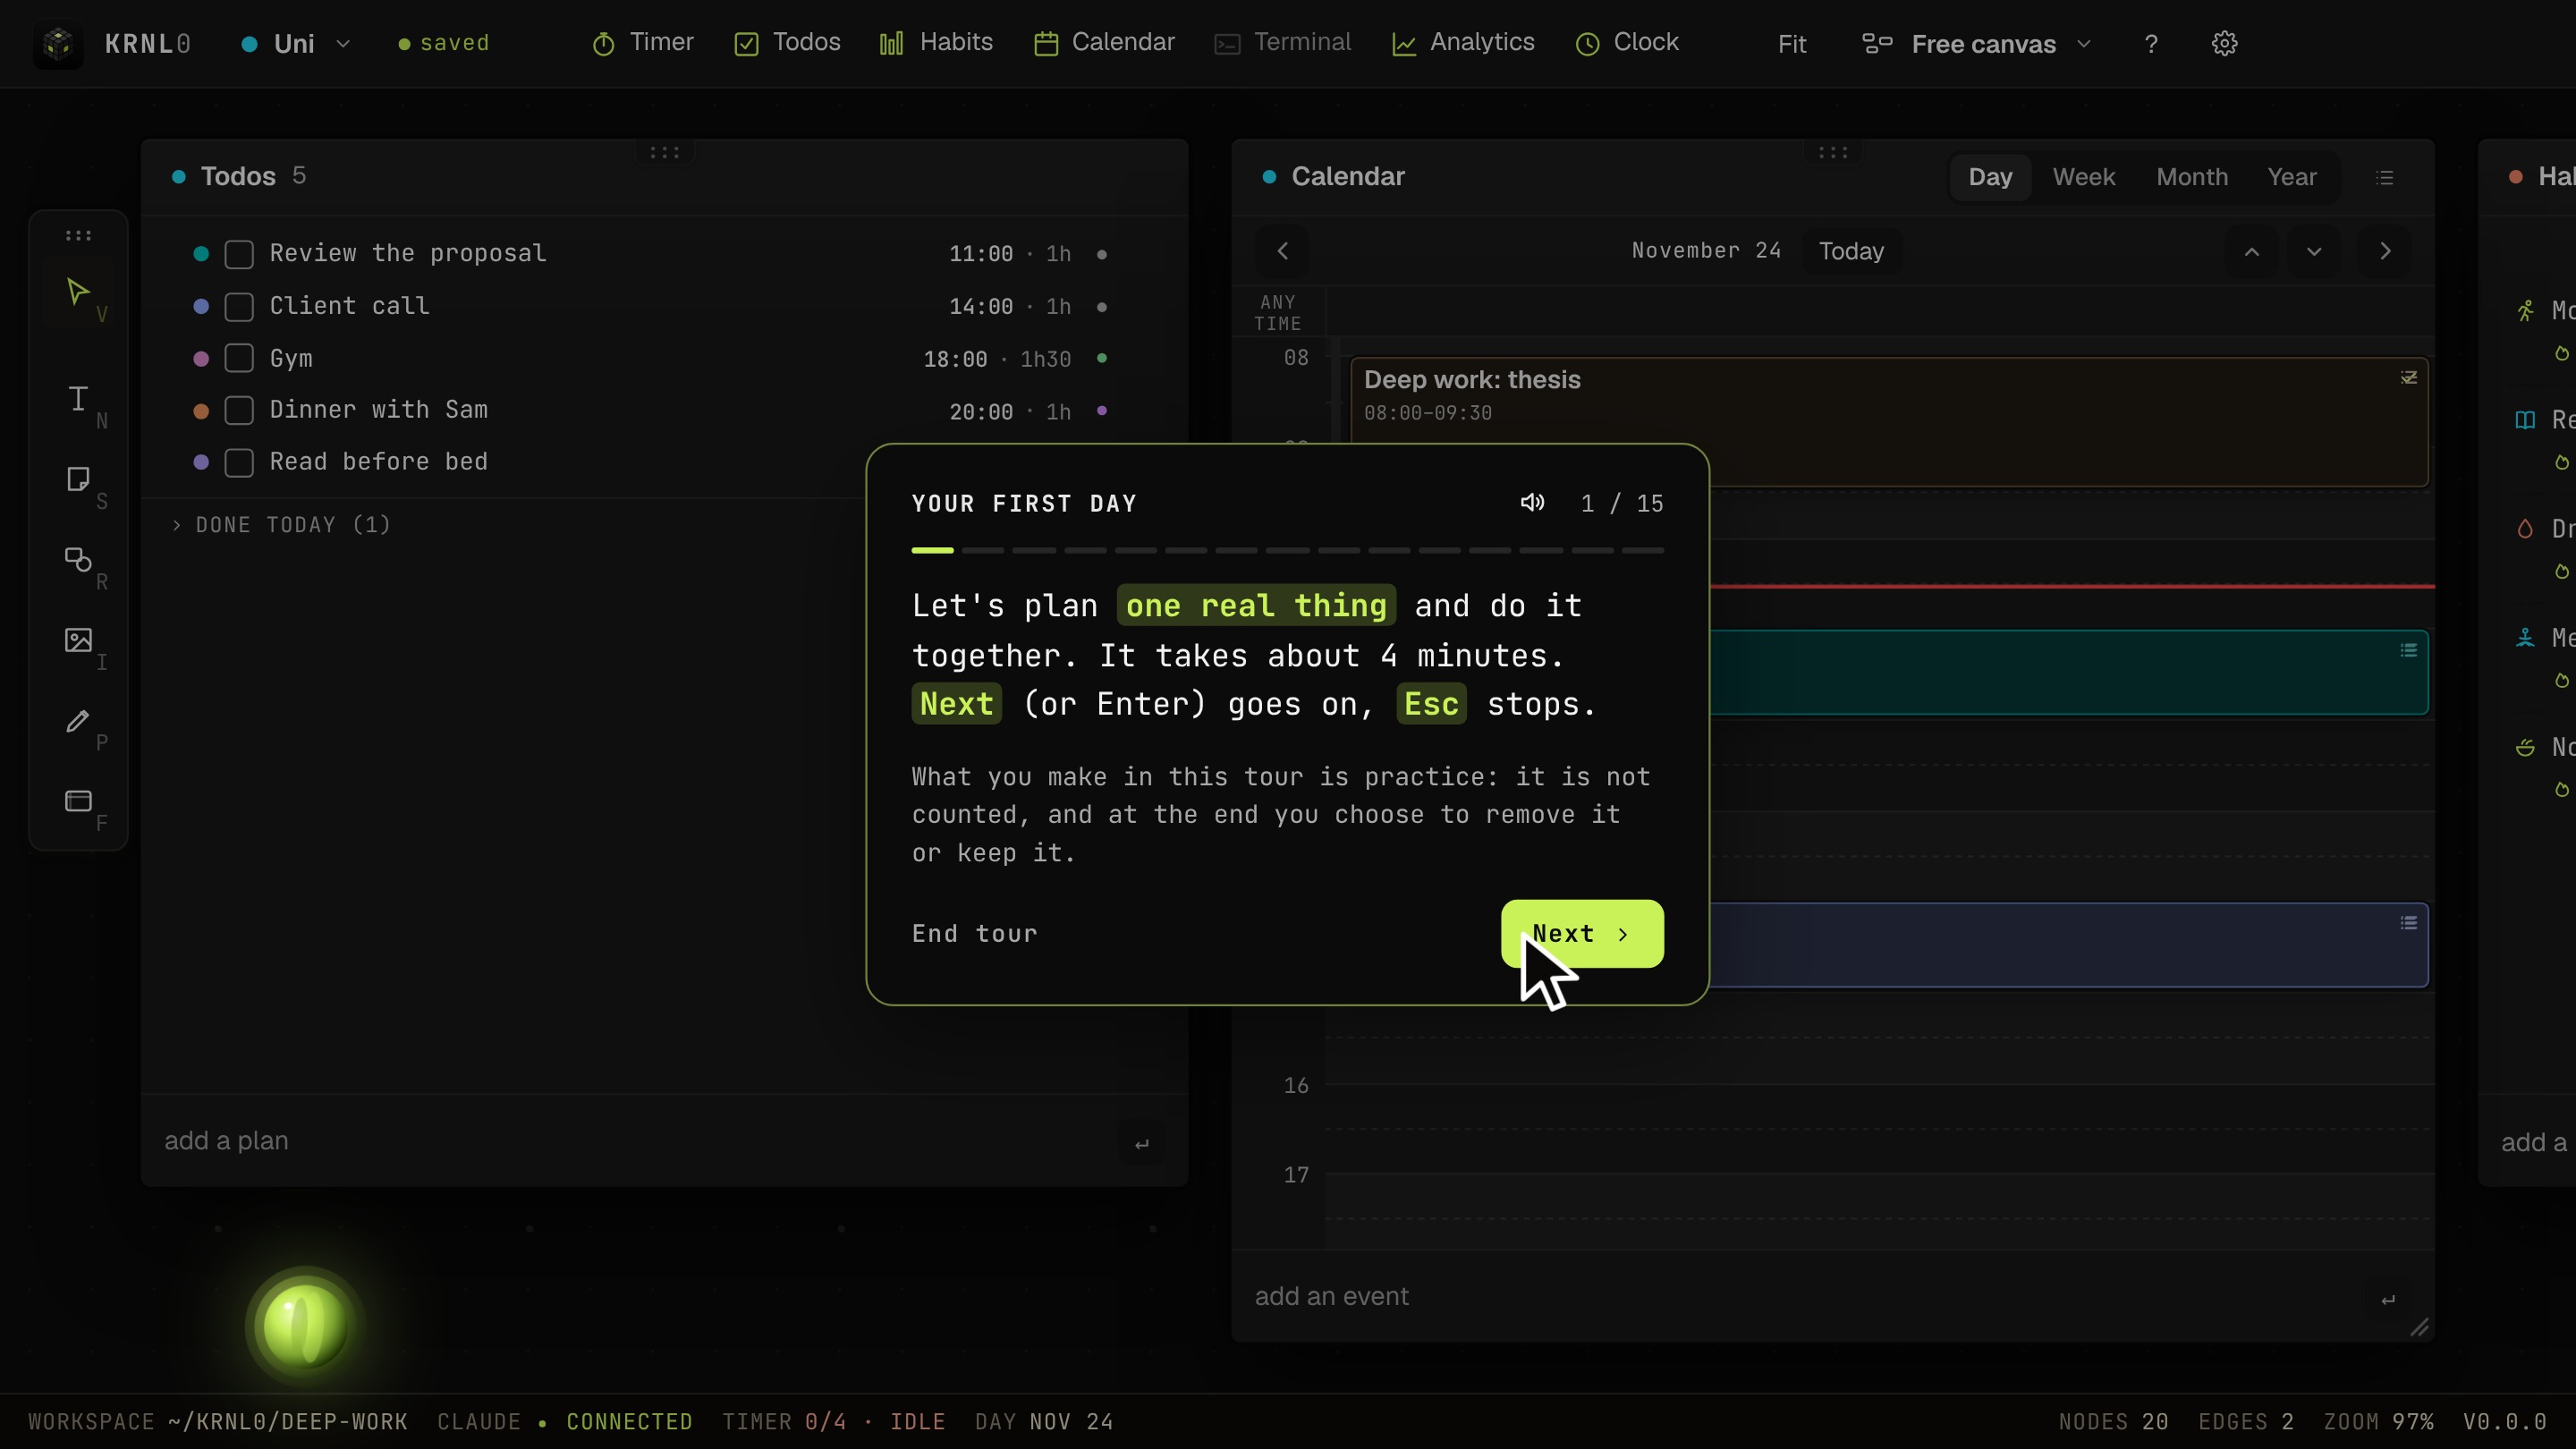 KRNL0
Uni
saved
Timer
Todos
Habits
Calendar
Terminal
Analytics
Clock
Fit
Free canvas
?
Todos 5
Review the proposal 11:00 · 1h
Client call 14:00 · 1h
Gym 18:00 · 1h30
Dinner with Sam 20:00 · 1h
Read before bed
DONE TODAY (1)
add a plan
V
N
S
R
I
P
F
Calendar
Day Week Month Year
November 24 Today
ANY
TIME
08
Deep work: thesis
08:00–09:30
16
17
add an event
YOUR FIRST DAY 1 / 15
Let's plan one real thing and do it
together. It takes about 4 minutes.
Next (or Enter) goes on, Esc stops.
What you make in this tour is practice: it is not
counted, and at the end you choose to remove it
or keep it.
End tour
Next
add a
WORKSPACE ~/KRNL0/DEEP-WORK CLAUDE • CONNECTED TIMER 0/4 · IDLE DAY NOV 24
NODES 20 EDGES 2 ZOOM 97% V0.0.0